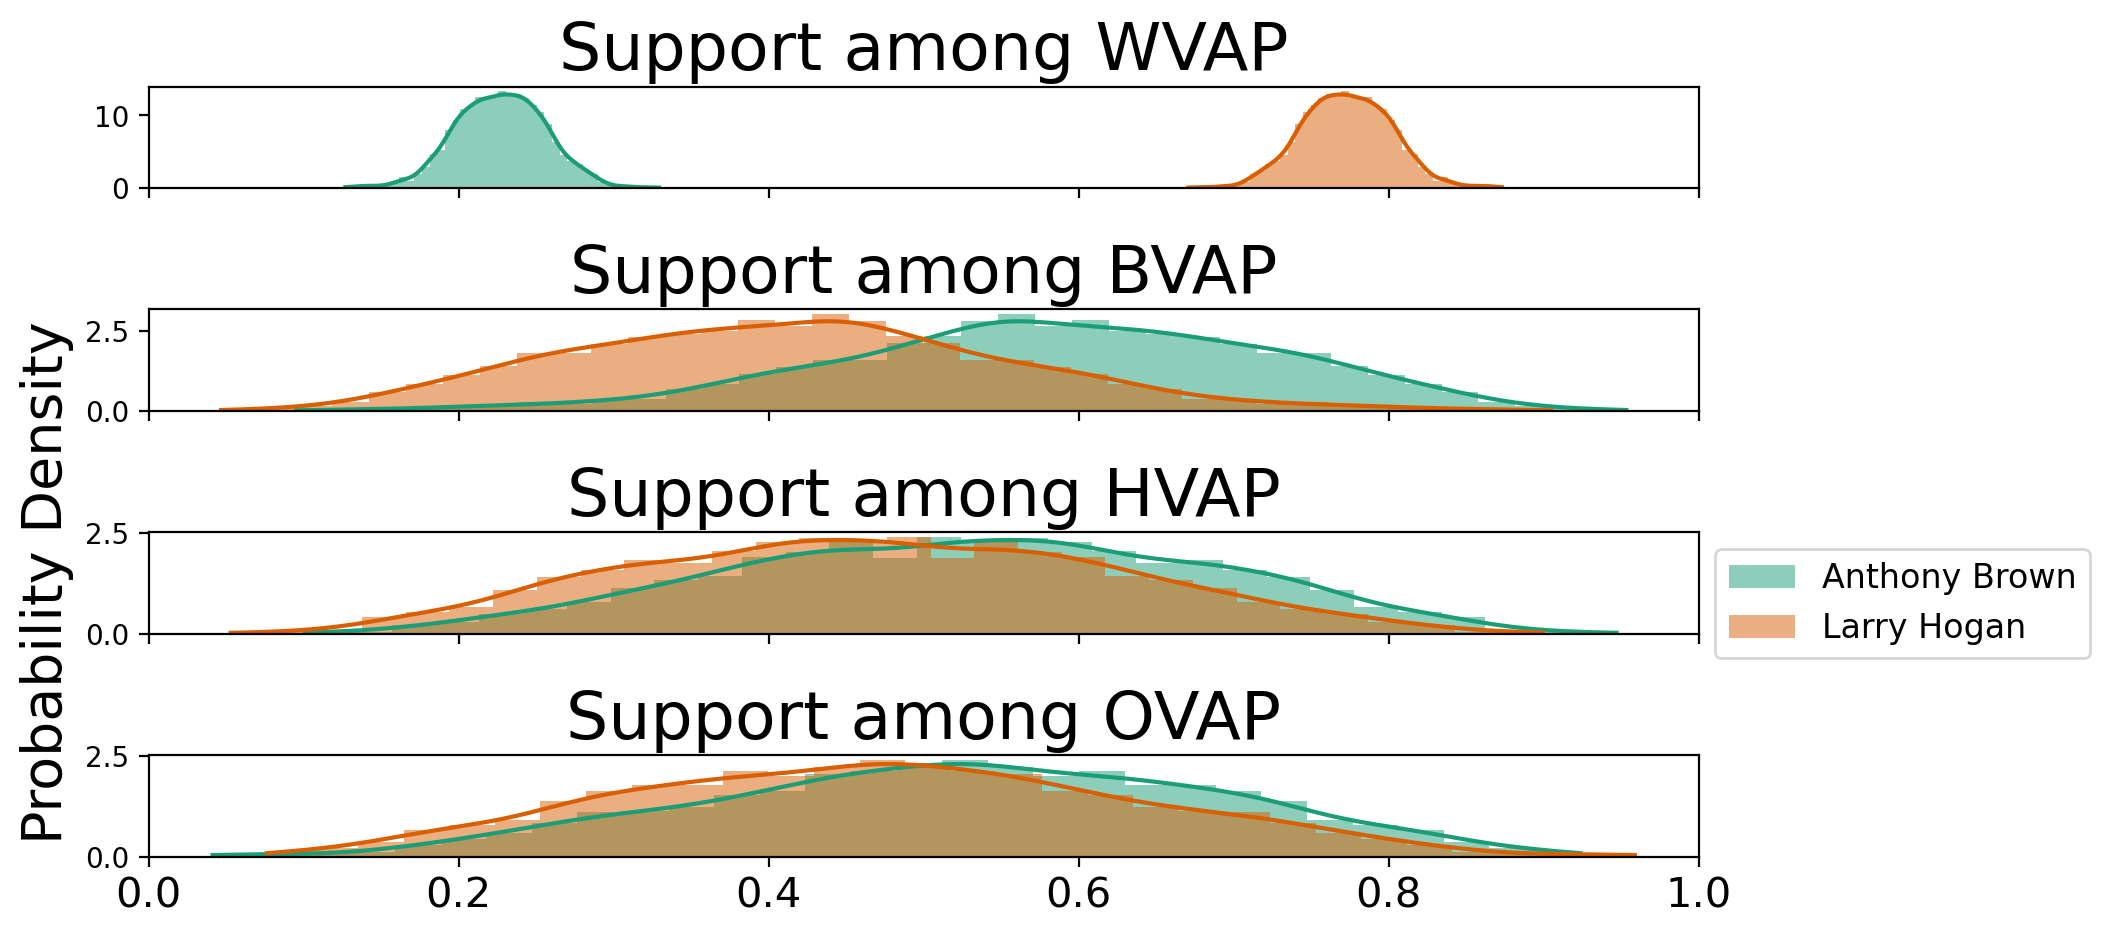 Support among WVAP
10
0
Support among BVAP
2.5
0.0
Support among HVAP
2.5
0.0
Support among OVAP
2.5
0.0
0.0 0.2 0.4 0.6 0.8 1.0
Probability Density
Anthony Brown
Larry Hogan